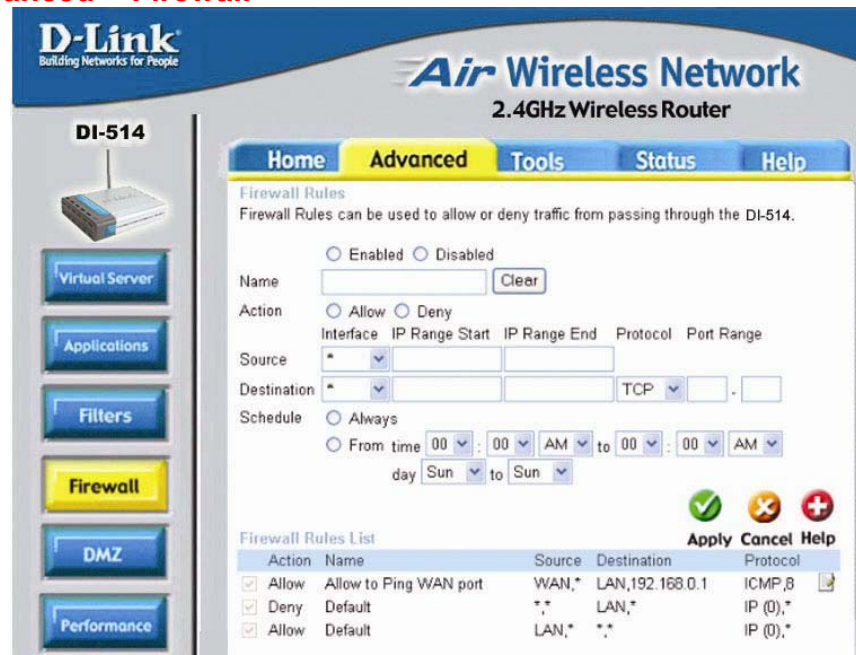 D-Link
Building Networks for People
Air Wireless Network
2.4GHz Wireless Router
DI-514
Home Advanced Tools Status Help
Firewall Rules
Firewall Rules can be used to allow or deny traffic from passing through the DI-514.
Enabled Disabled
Name Clear
Action Allow Deny
Interface IP Range Start IP Range End Protocol Port Range
Source *
Destination * TCP -
Schedule Always
From time 00 : 00 AM to 00 : 00 AM
day Sun to Sun
Virtual Server
Applications
Filters
Firewall
DMZ
Performance
Apply Cancel Help
Firewall Rules List
Action Name Source Destination Protocol
Allow Allow to Ping WAN port WAN,* LAN,192.168.0.1 ICMP,8
Deny Default *,* LAN,* IP (0),*
Allow Default LAN,* *,* IP (0),*